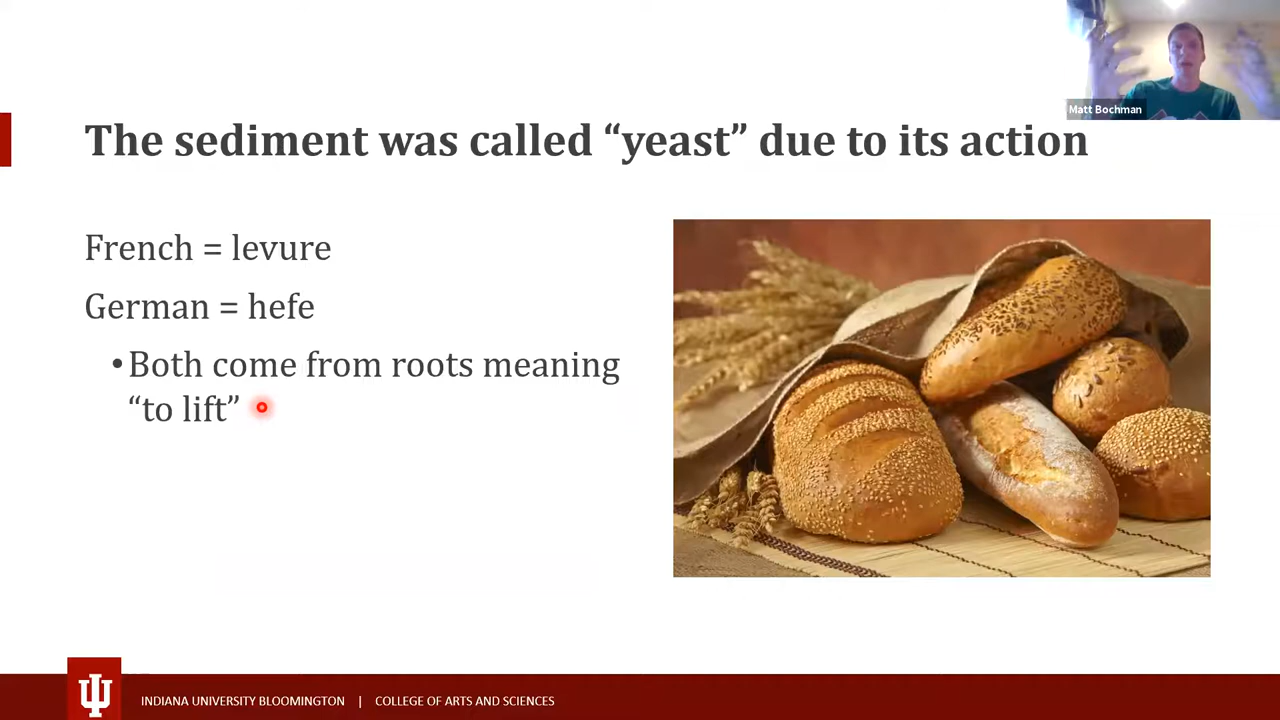 Matt Bochman
The sediment was called “yeast” due to its action
French = levure
German = hefe
•Both come from roots meaning
“to lift”
INDIANA UNIVERSITY BLOOMINGTON | COLLEGE OF ARTS AND SCIENCES